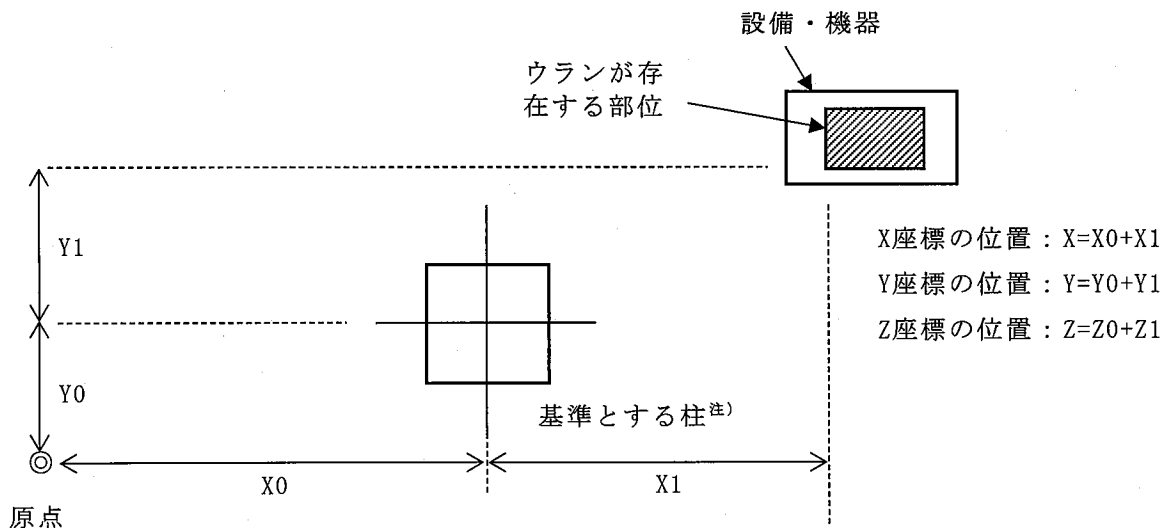 設備・機器
ウランが存
在する部位
Y1
X座標の位置：X=X0+X1
Y座標の位置：Y=Y0+Y1
Z座標の位置：Z=Z0+Z1
Y0
基準とする柱注）
X0
X1
原点